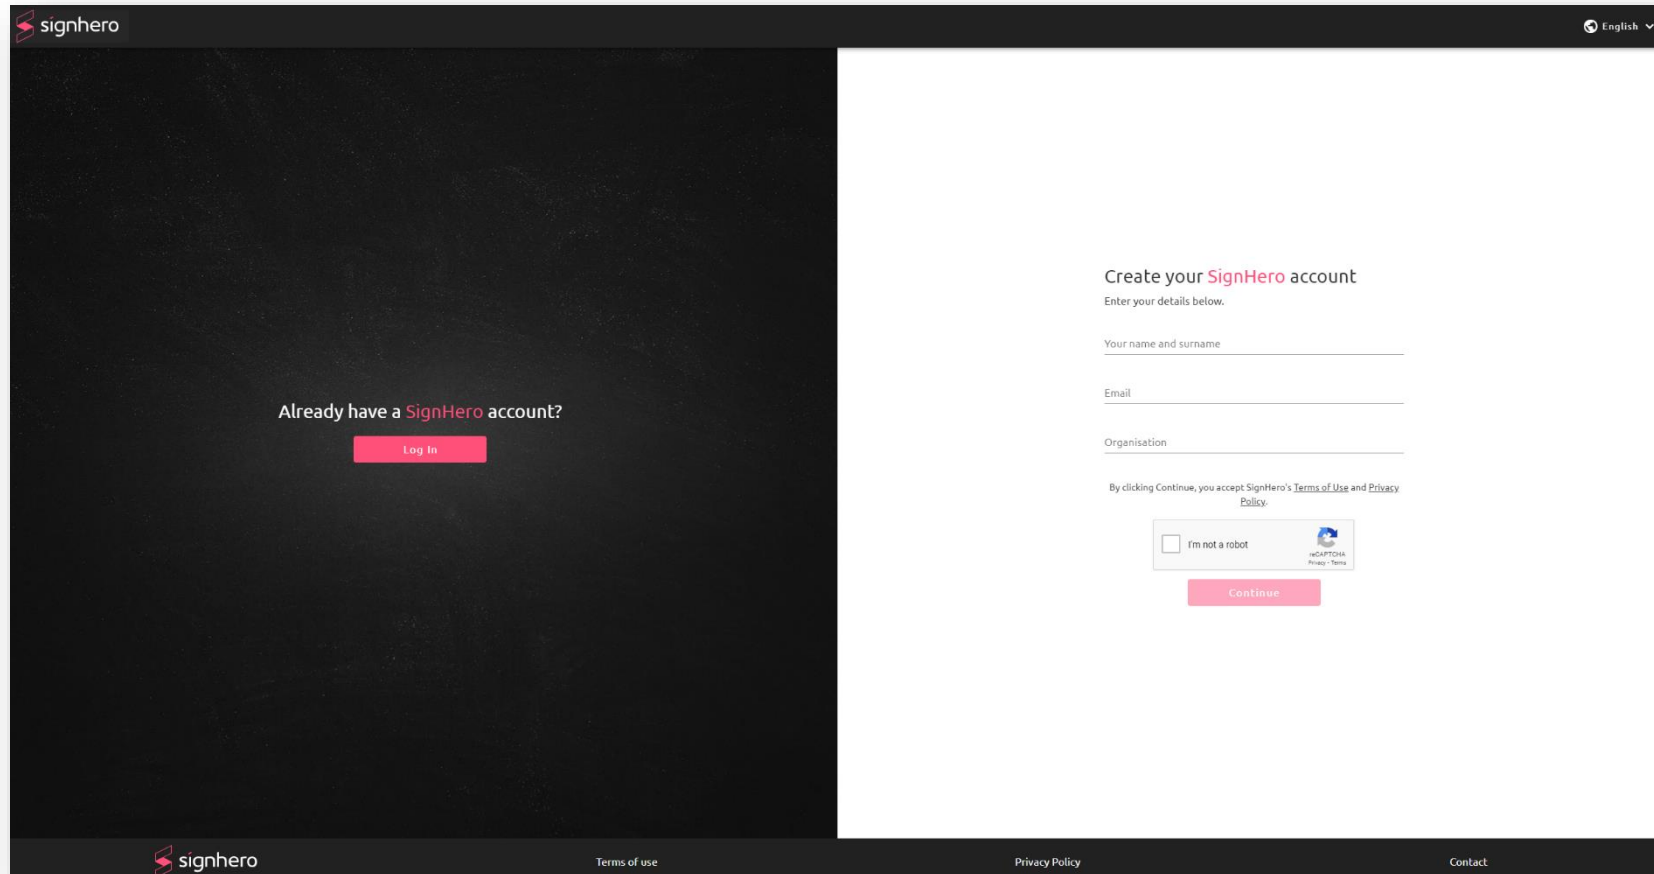 signhero
English
Already have a SignHero account?
Log In
Create your SignHero account
Enter your details below.
Your name and surname
Email
Organisation
By clicking Continue, you accept SignHero's Terms of Use and Privacy
Policy.
I'm not a robot
reCAPTCHA
Privacy - Terms
Continue
signhero
Terms of use
Privacy Policy
Contact